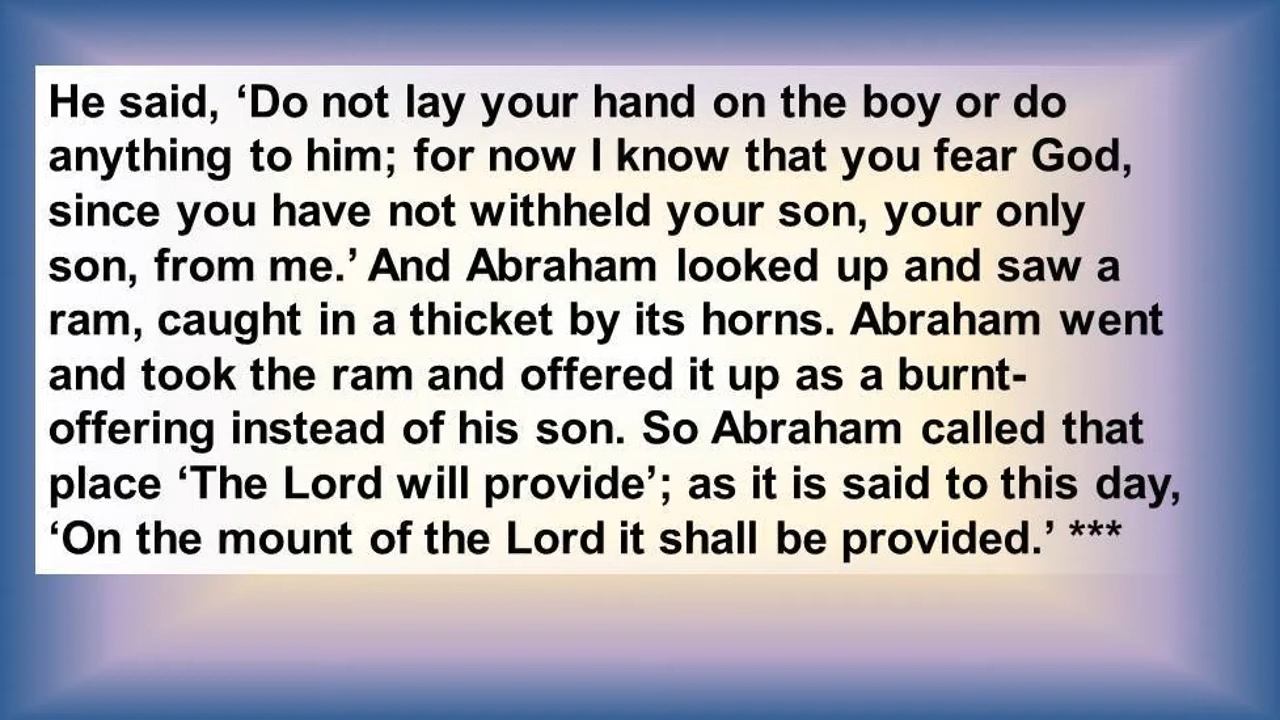 He said, ‘Do not lay your hand on the boy or do
anything to him; for now I know that you fear God,
since you have not withheld your son, your only
son, from me.’ And Abraham looked up and saw a
ram, caught in a thicket by its horns. Abraham went
and took the ram and offered it up as a burnt-
offering instead of his son. So Abraham called that
place ‘The Lord will provide’; as it is said to this day,
‘On the mount of the Lord it shall be provided.’ ***